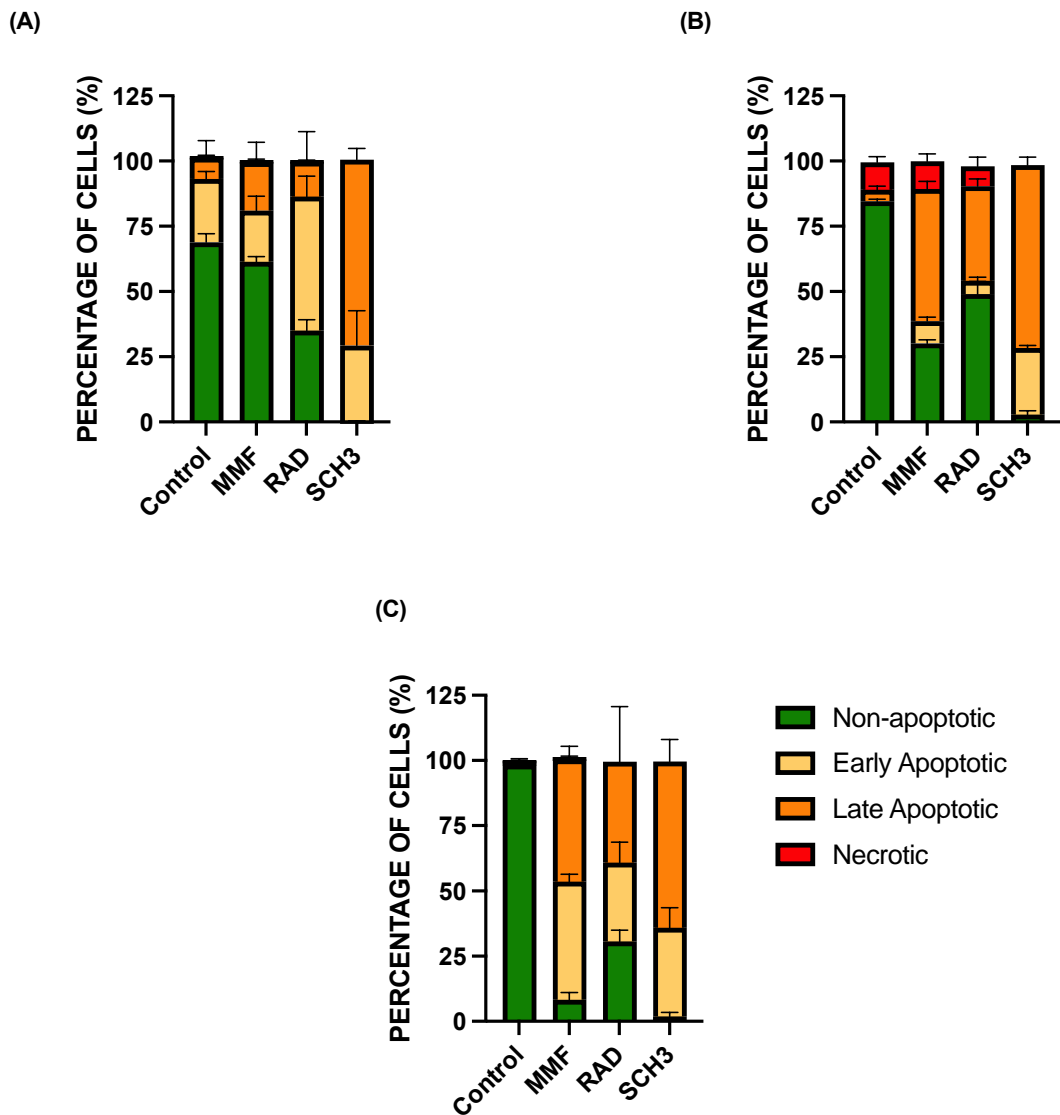 (A)
PERCENTAGE OF CELLS (%)
125
100
75
50
25
0
Control
MMF
RAD
SCH3
(B)
PERCENTAGE OF CELLS (%)
125
100
75
50
25
0
Control
MMF
RAD
SCH3
(C)
PERCENTAGE OF CELLS (%)
125
100
75
50
25
0
Control
MMF
RAD
SCH3
Non-apoptotic
Early Apoptotic
Late Apoptotic
Necrotic